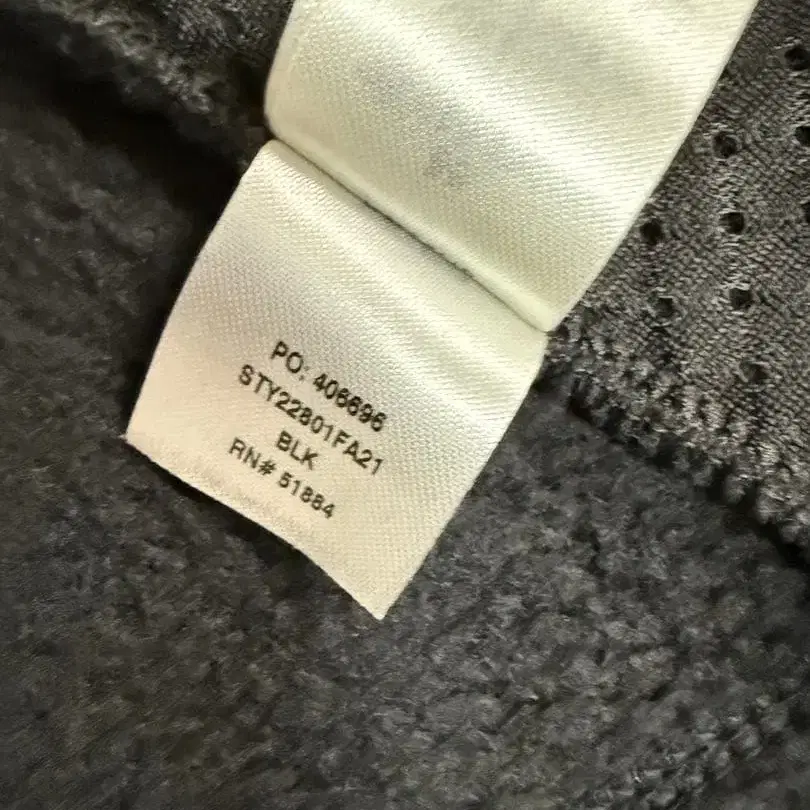 PO: 406696
STY22801FA21
BLK
RN# 51884